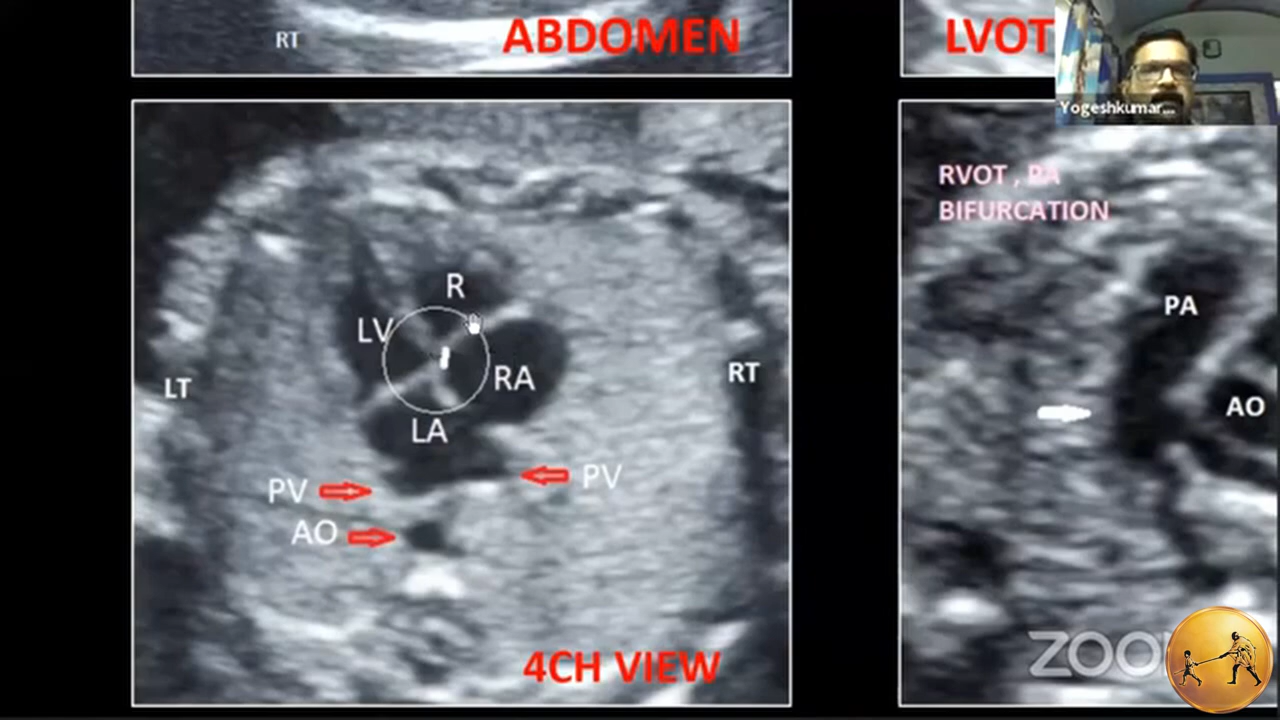 RT
ABDOMEN
LVOT
Yogeshkumar...
RVOT , PA
BIFURCATION
R
LV
RA
LT
RT
LA
PV
PV
AO
PA
AO
4CH VIEW